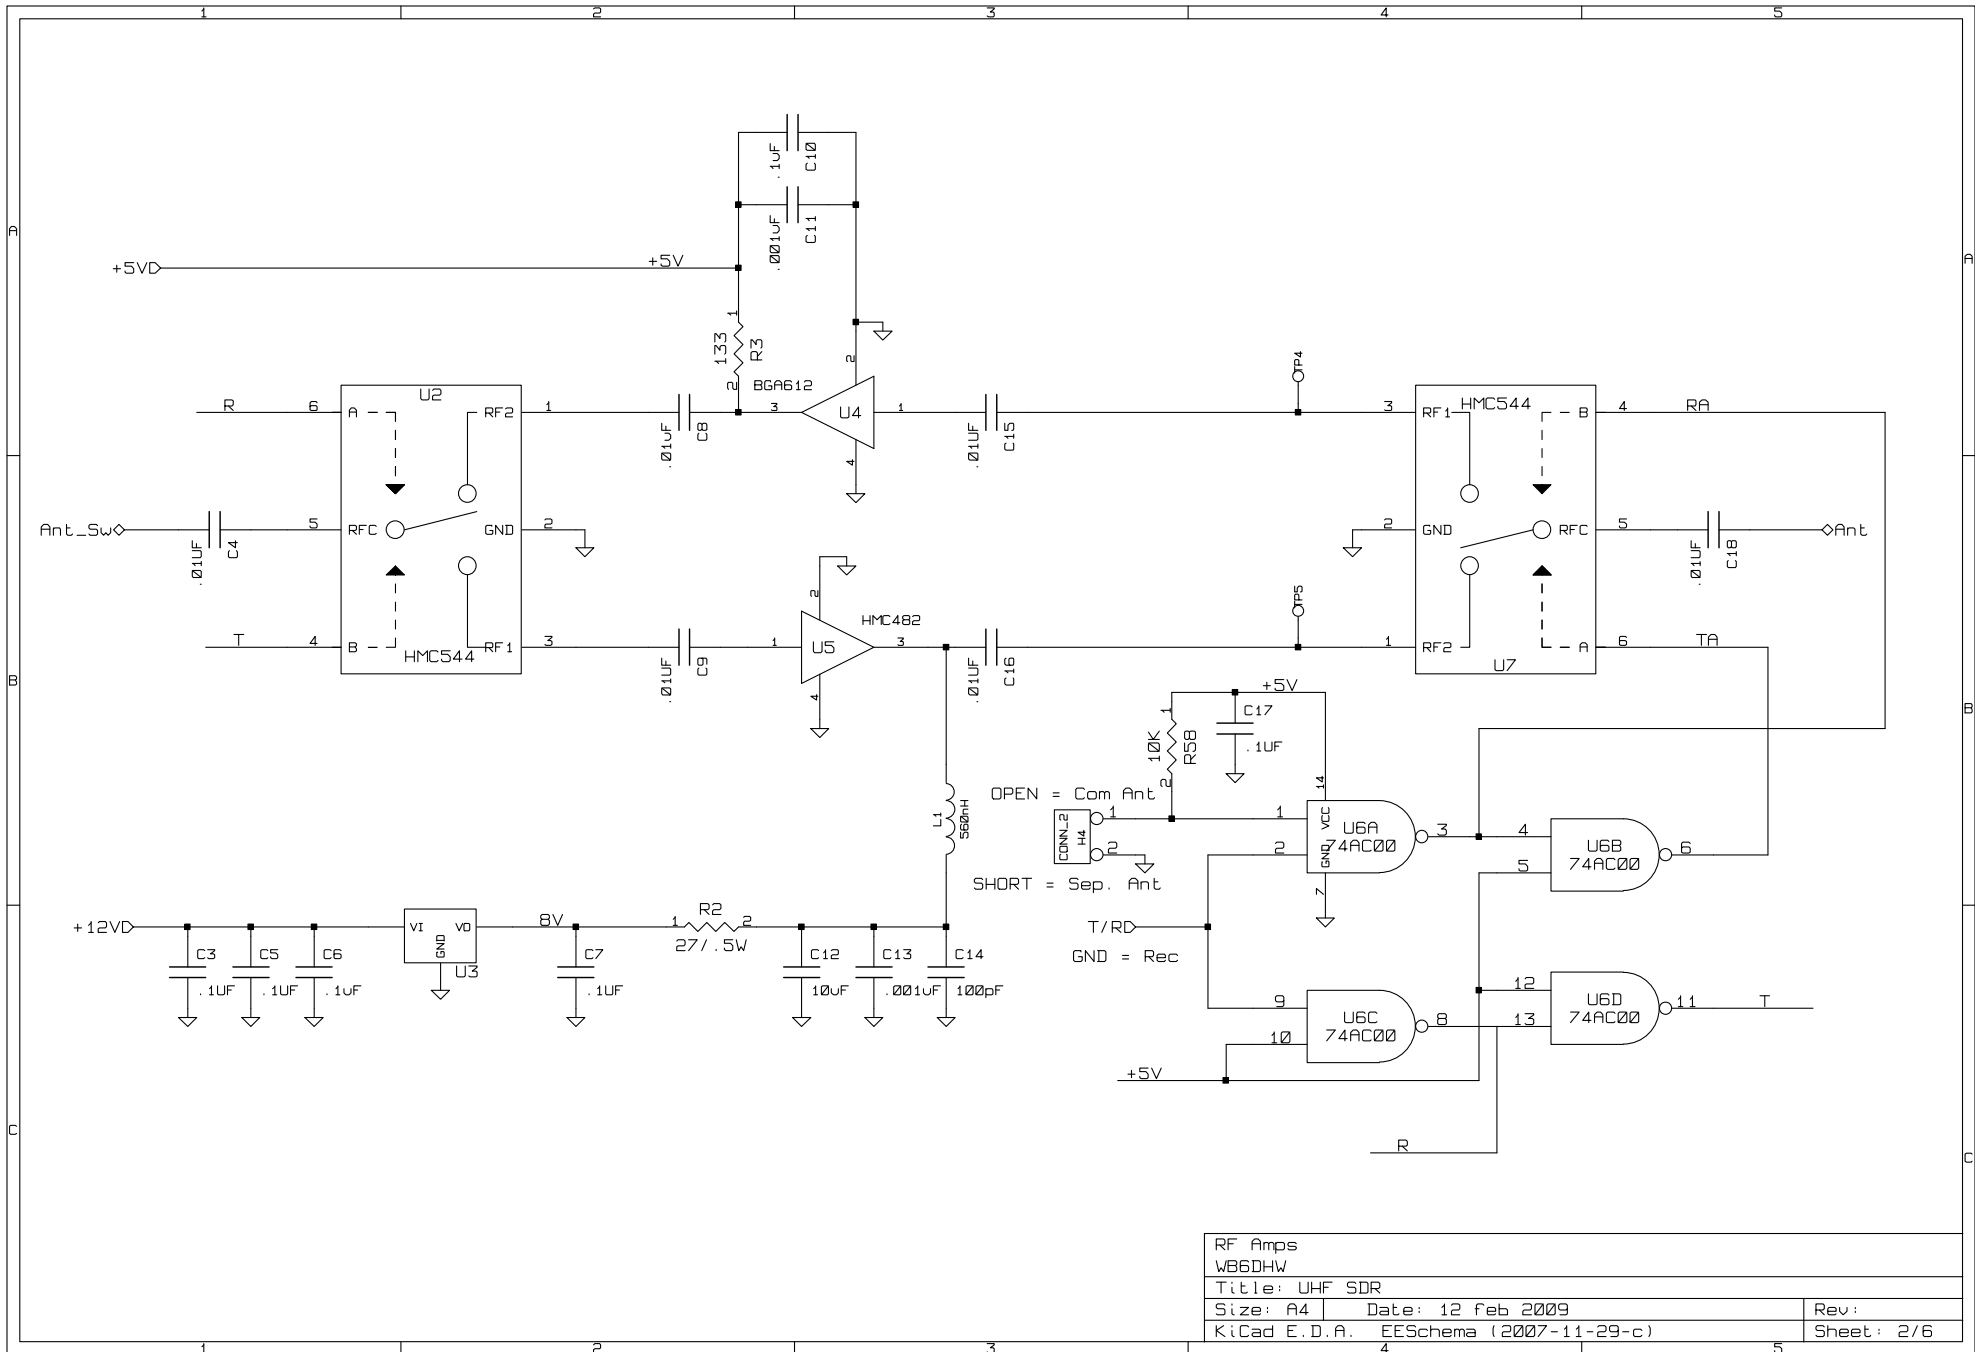 1 2 3 4 5
A
A
B
B
C
C
.1uF
C10
.001uF
C11
+5V
+5V
1
133
R3
2
BGA612
2
3
U4
1
4
TP4
R
6
A
U2
RF2
1
.01uF
C8
.01UF
C15
3
RF1
HMC544
B
4
RA
Ant_Sw
.01UF
C4
5
RFC
GND
2
2
GND
RFC
5
.01UF
C18
Ant
T
4
B
HMC544
RF1
3
.01UF
C9
1
2
U5
HMC482
3
4
.01UF
C16
TP5
1
RF2
A
6
TA
U7
+5V
1
10K
R58
2
C17
.1UF
14
L1
560nH
OPEN = Com Ant
CONN_2
H4
1
2
SHORT = Sep. Ant
1
2
VCC
GND
U6A
74AC00
3
7
4
5
U6B
74AC00
6
+12V
C3
.1UF
C5
.1UF
C6
.1uF
VI
VO
GND
U3
8V
C7
.1UF
1
R2
2
27/.5W
C12
10uF
C13
.001uF
C14
100pF
T/R
GND = Rec
9
10
U6C
74AC00
8
12
13
U6D
74AC00
11
T
+5V
R
RF Amps
WB6DHW
Title: UHF SDR
Size: A4 Date: 12 feb 2009 Rev:
KiCad E.D.A. EESchema (2007-11-29-c) Sheet: 2/6
1 2 3 4 5